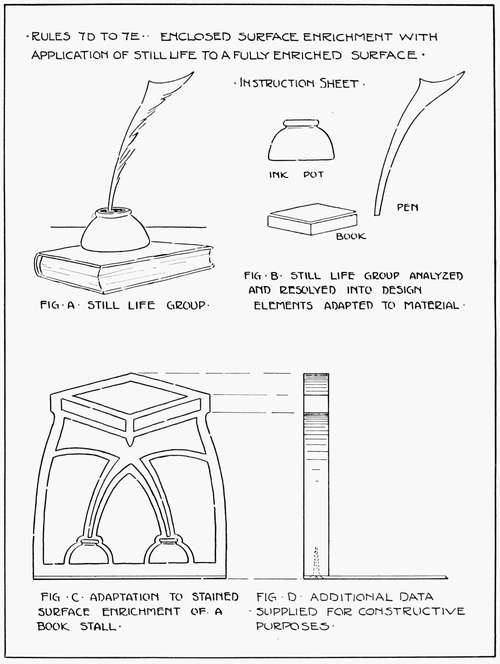 ·RULES 7D TO 7E·· ENCLOSED SURFACE ENRICHMENT WITH
APPLICATION OF STILL LIFE TO A FULLY ENRICHED SURFACE·
·INSTRUCTION SHEET·
INK POT
PEN
BOOK
FIG·A· STILL LIFE GROUP·
FIG·B· STILL LIFE GROUP ANALYZED
AND RESOLVED INTO DESIGN
ELEMENTS ADAPTED TO MATERIAL·
FIG·C· ADAPTATION TO STAINED
SURFACE ENRICHMENT OF·A
BOOK STALL·
FIG·D· ADDITIONAL DATA
·SUPPLIED FOR CONSTRUCTIVE
PURPOSES·